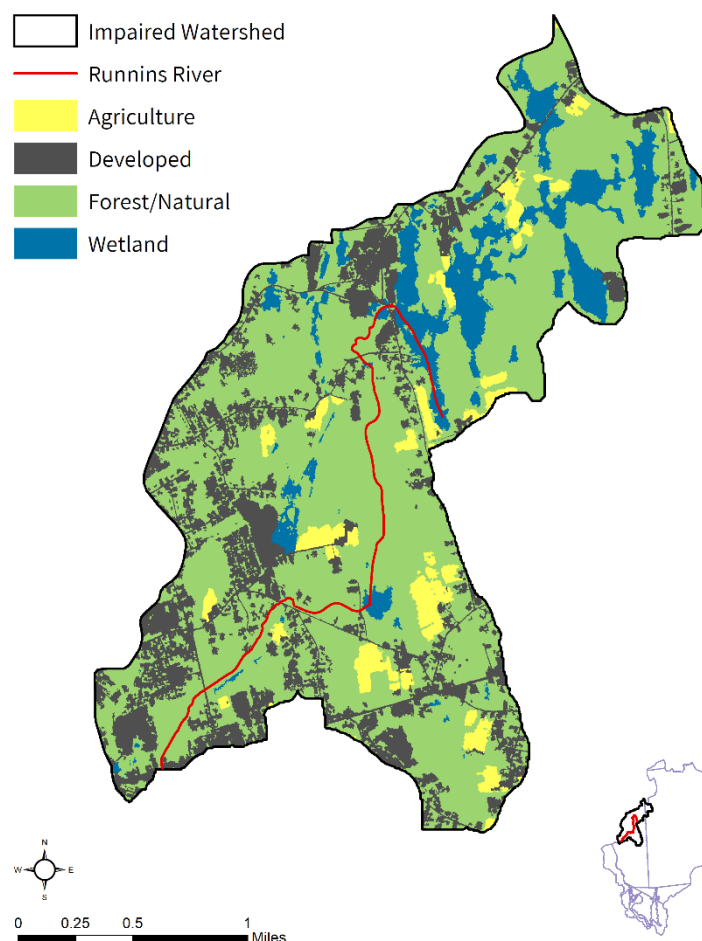 Impaired Watershed
Runnins River
Agriculture
Developed
Forest/Natural
Wetland
N
W E
S
0 0.25 0.5 1
Miles